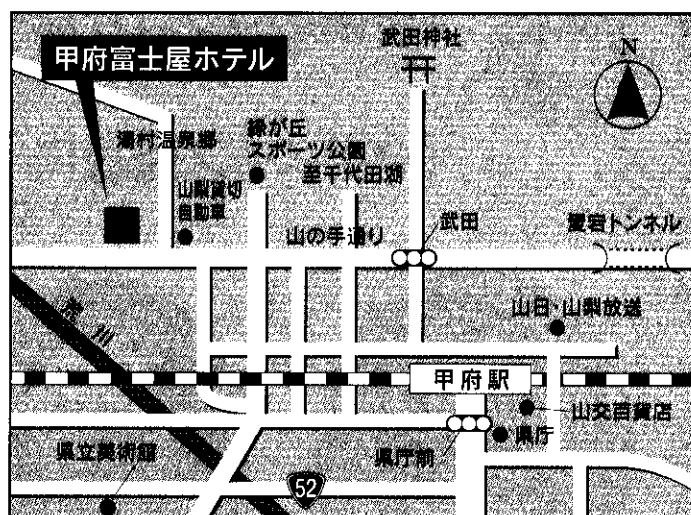 武田神社
甲府富士屋ホテル
N
湯村温泉郷
緑が丘
スポーツ公園
至千代田湖
山梨貸切
自動車
山の手通り
武田
愛宕トンネル
荒川
山日・山梨放送
甲府駅
山交百貨店
県庁
県庁前
県立美術館
52